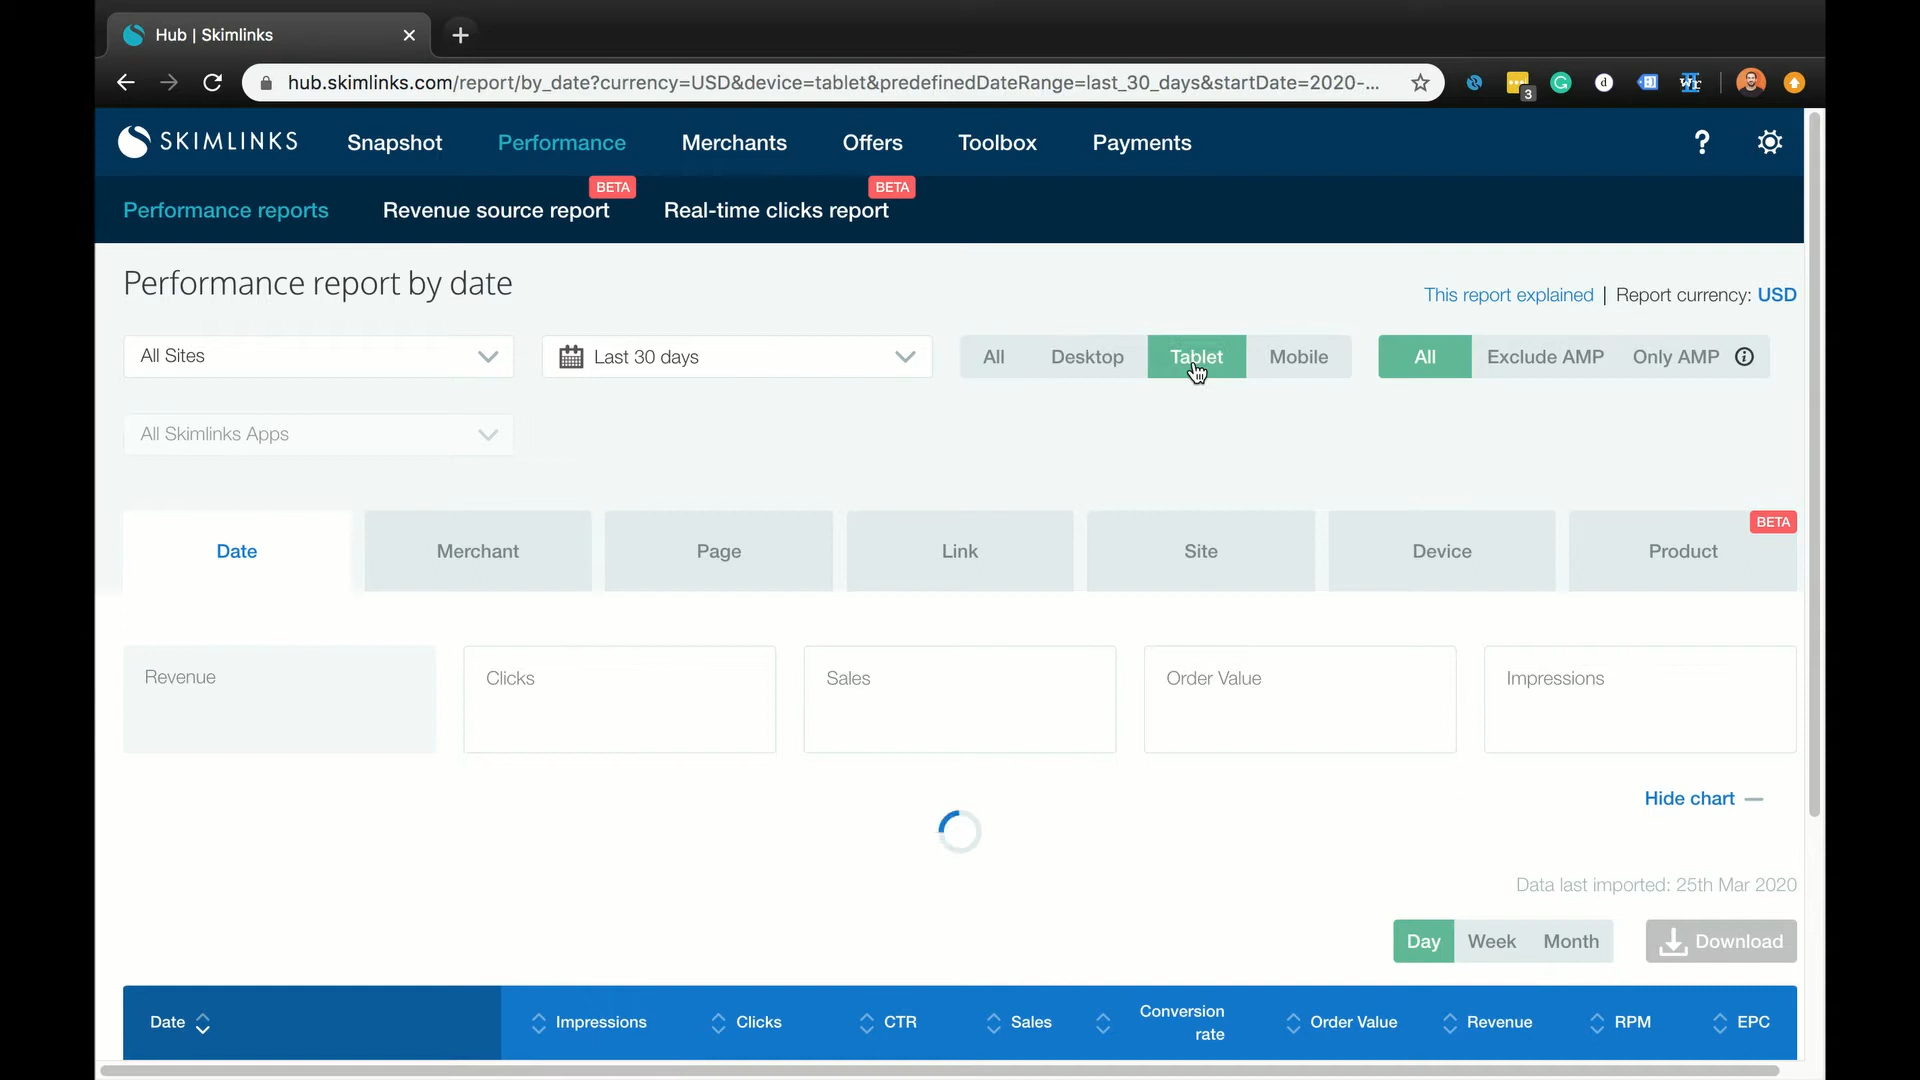 Hub | Skimlinks
hub.skimlinks.com/report/by_date?currency=USD&device=tablet&predefinedDateRange=last_30_days&startDate=2020-...
3
SKIMLINKS Snapshot Performance Merchants Offers Toolbox Payments ?
BETA BETA
Performance reports Revenue source report Real-time clicks report
Performance report by date
This report explained | Report currency: USD
All Sites Last 30 days All Desktop Tablet Mobile All Exclude AMP Only AMP
All Skimlinks Apps
BETA
Date Merchant Page Link Site Device Product
Revenue Clicks Sales Order Value Impressions
Hide chart
Data last imported: 25th Mar 2020
Day Week Month Download
Date Impressions Clicks CTR Sales Conversion rate Order Value Revenue RPM EPC